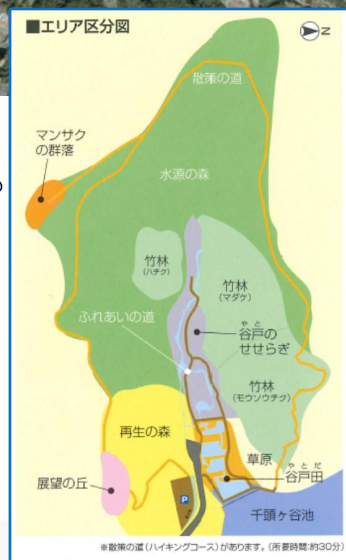 ■エリア区分図
N
散策の道
マンサク
の群落
水源の森
竹林
(ハチク)
竹林
(マダケ)
ふれあいの道
やと
谷戸の
せせらぎ
竹林
(モウソウチク)
再生の森
草原
やとだ
谷戸田
展望の丘
P
千頭ヶ谷池
※散策の道(ハイキングコース)があります。(所要時間:約30分)